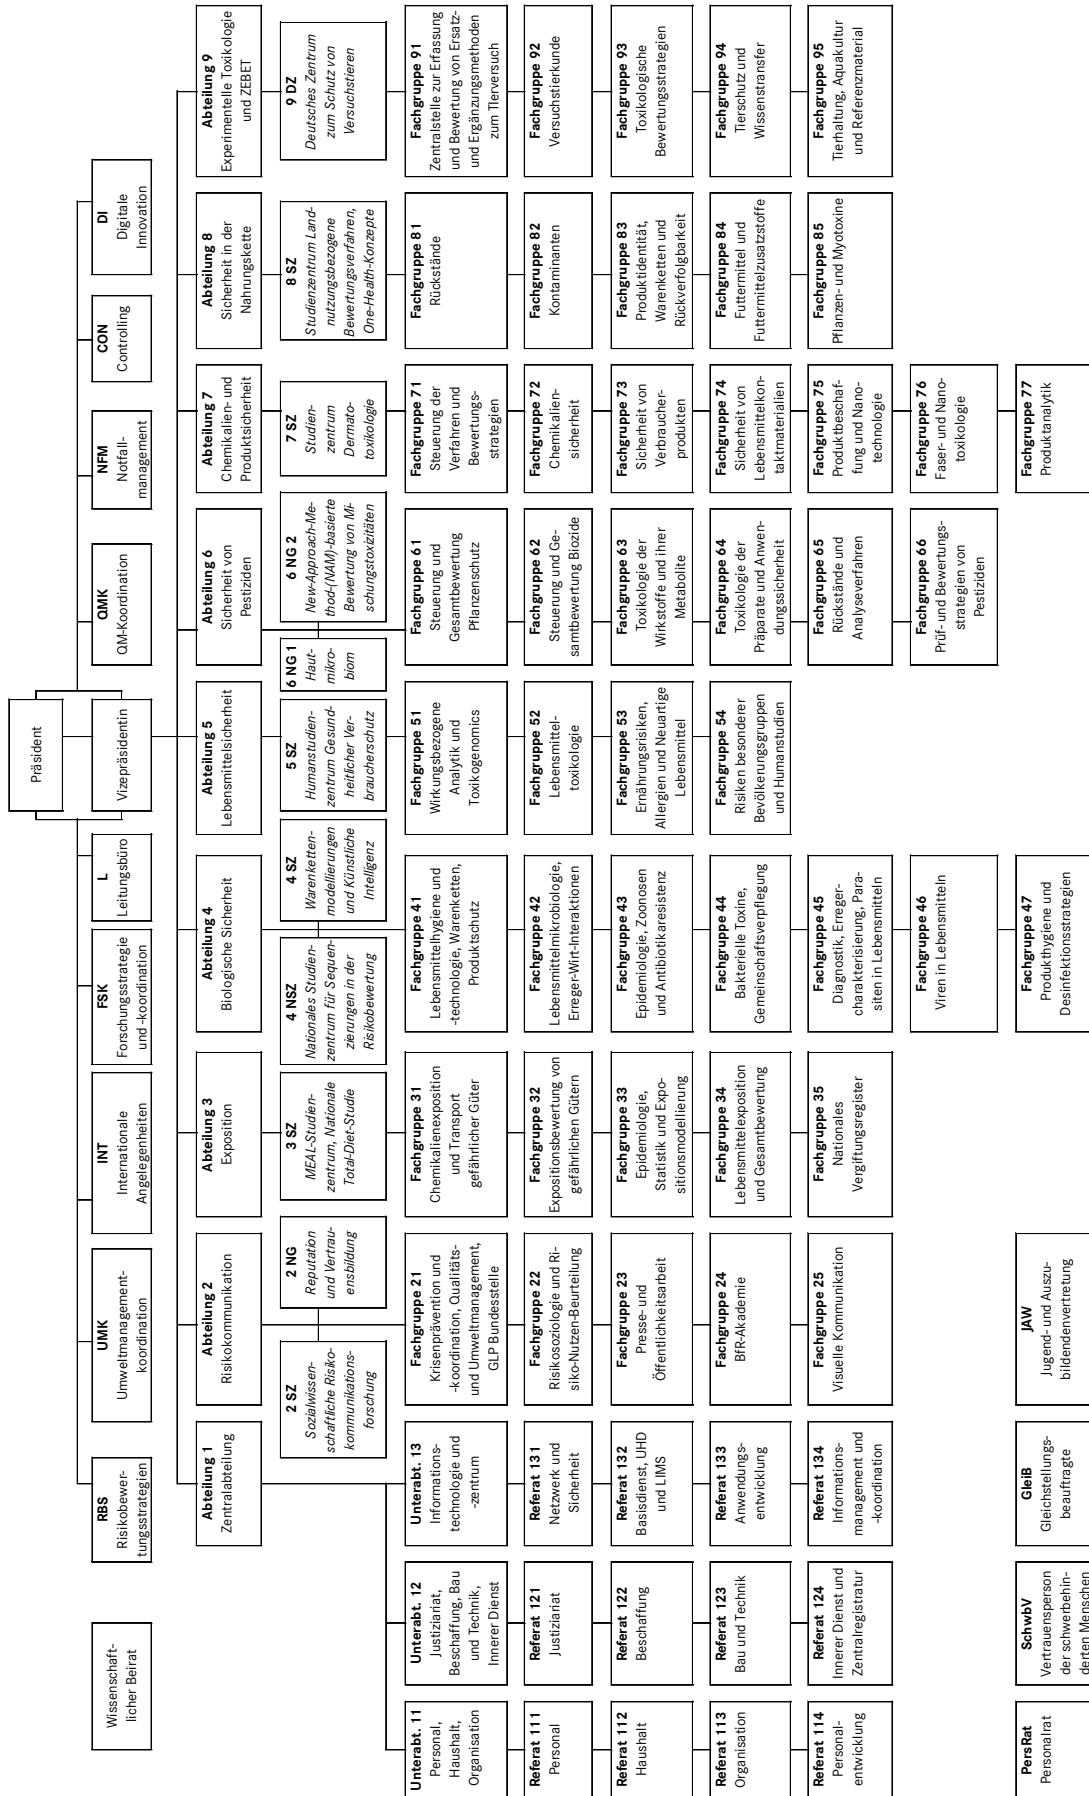 Präsident
Vizepräsidentin
Wissenschaft-
licher Beirat
RBS
Risikobewer-
tungsstrategien
UMK
Umweltmanagement-
koordination
INT
Internationale
Angelegenheiten
FSK
Forschungsstrategie
und -koordination
L
Leitungsbüro
QMK
QM-Koordination
NFM
Notfall-
management
CON
Controlling
DI
Digitale
Innovation
Abteilung 1
Zentralabteilung
Abteilung 2
Risikokommunikation
Abteilung 3
Exposition
Abteilung 4
Biologische Sicherheit
Abteilung 5
Lebensmittelsicherheit
Abteilung 6
Sicherheit von
Pestiziden
Abteilung 7
Chemikalien- und
Produktsicherheit
Abteilung 8
Sicherheit in der
Nahrungskette
Abteilung 9
Experimentelle Toxikologie
und ZEBET
2 SZ
Sozialwissen-
schaftliche Risiko-
kommunikations-
forschung
2 NG
Reputation
und Vertrau-
ensbildung
3 SZ
MEAL-Studien-
zentrum, Nationale
Total-Diet-Studie
4 NSZ
Nationales Studien-
zentrum für Sequen-
zierungen in der
Risikobewertung
4 SZ
Warenketten-
modellierungen
und Künstliche
Intelligenz
5 SZ
Humanstudien-
zentrum Gesund-
heitlicher Ver-
braucherschutz
6 NG 1
Haut-
mikro-
biom
6 NG 2
New-Approach-Me-
thod-(NAM)-basierte
Bewertung von Mi-
schungstoxizitäten
7 SZ
Studien-
zentrum
Dermato-
toxikologie
8 SZ
Studienzentrum Land-
nutzungsbezogene
Bewertungsverfahren,
One-Health-Konzepte
9 DZ
Deutsches Zentrum
zum Schutz von
Versuchstieren
Unterabt. 11
Personal,
Haushalt,
Organisation
Unterabt. 12
Justiziariat,
Beschaffung, Bau
und Technik,
Innerer Dienst
Unterabt. 13
Informations-
technologie und
-zentrum
Fachgruppe 21
Krisenprävention und
-koordination, Qualitäts-
und Umweltmanagement,
GLP Bundesstelle
Fachgruppe 31
Chemikalienexposition
und Transport
gefährlicher Güter
Fachgruppe 41
Lebensmittelhygiene und
-technologie, Warenketten,
Produktschutz
Fachgruppe 51
Wirkungsbezogene
Analytik und
Toxikogenomics
Fachgruppe 61
Steuerung und
Gesamtbewertung
Pflanzenschutz
Fachgruppe 71
Steuerung der
Verfahren und
Bewertungs-
strategien
Fachgruppe 81
Rückstände
Fachgruppe 91
Zentralstelle zur Erfassung
und Bewertung von Ersatz-
und Ergänzungsmethoden
zum Tierversuch
Referat 111
Personal
Referat 121
Justiziariat
Referat 131
Netzwerk und
Sicherheit
Fachgruppe 22
Risikosoziologie und Ri-
siko-Nutzen-Beurteilung
Fachgruppe 32
Expositionsbewertung von
gefährlichen Gütern
Fachgruppe 42
Lebensmittelmikrobiologie,
Erreger-Wirt-Interaktionen
Fachgruppe 52
Lebensmittel-
toxikologie
Fachgruppe 62
Steuerung und Ge-
samtbewertung Biozide
Fachgruppe 72
Chemikalien-
sicherheit
Fachgruppe 82
Kontaminanten
Fachgruppe 92
Versuchstierkunde
Referat 112
Haushalt
Referat 122
Beschaffung
Referat 132
Basisdienst, UHD
und LIMS
Fachgruppe 23
Presse- und
Öffentlichkeitsarbeit
Fachgruppe 33
Epidemiologie,
Statistik und Expo-
sitionsmodellierung
Fachgruppe 43
Epidemiologie, Zoonosen
und Antibiotikaresistenz
Fachgruppe 53
Ernährungsrisiken,
Allergien und Neuartige
Lebensmittel
Fachgruppe 63
Toxikologie der
Wirkstoffe und ihrer
Metabolite
Fachgruppe 73
Sicherheit von
Verbraucher-
produkten
Fachgruppe 83
Produktidentität,
Warenketten und
Rückverfolgbarkeit
Fachgruppe 93
Toxikologische
Bewertungsstrategien
Referat 113
Organisation
Referat 123
Bau und Technik
Referat 133
Anwendungs-
entwicklung
Fachgruppe 24
BfR-Akademie
Fachgruppe 34
Lebensmittelexposition
und Gesamtbewertung
Fachgruppe 44
Bakterielle Toxine,
Gemeinschaftsverpflegung
Fachgruppe 54
Risiken besonderer
Bevölkerungsgruppen
und Humanstudien
Fachgruppe 64
Toxikologie der
Präparate und Anwen-
dungssicherheit
Fachgruppe 74
Sicherheit von
Lebensmittelkon-
taktmaterialien
Fachgruppe 84
Futtermittel und
Futtermittelzusatzstoffe
Fachgruppe 94
Tierschutz und
Wissenstransfer
Referat 114
Personal-
entwicklung
Referat 124
Innerer Dienst und
Zentralregistratur
Referat 134
Informations-
management und
-koordination
Fachgruppe 25
Visuelle Kommunikation
Fachgruppe 35
Nationales
Vergiftungsregister
Fachgruppe 45
Diagnostik, Erreger-
charakterisierung, Para-
siten in Lebensmitteln
Fachgruppe 65
Rückstände und
Analyseverfahren
Fachgruppe 75
Produktbeschaf-
fung und Nano-
technologie
Fachgruppe 85
Pflanzen- und Myotoxine
Fachgruppe 95
Tierhaltung, Aquakultur
und Referenzmaterial
Fachgruppe 46
Viren in Lebensmitteln
Fachgruppe 66
Prüf- und Bewertungs-
strategien von
Pestiziden
Fachgruppe 76
Faser- und Nano-
toxikologie
Fachgruppe 47
Produkthygiene und
Desinfektionsstrategien
Fachgruppe 77
Produktanalytik
PersRat
Personalrat
SchwbV
Vertrauensperson
der schwerbehin-
derten Menschen
GleiB
Gleichstellungs-
beauftragte
JAW
Jugend- und Auszu-
bildendenvertretung